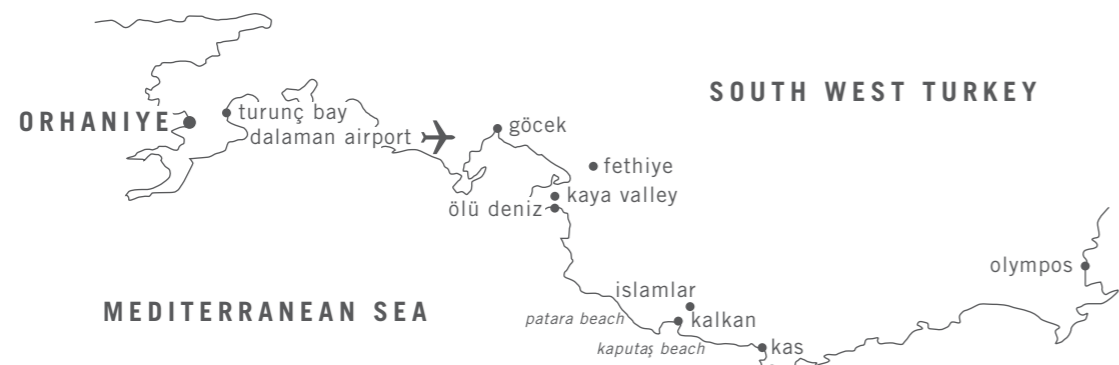 SOUTH WEST TURKEY
ORHANIYE
turunç bay
dalaman airport
göcek
fethiye
kaya valley
ölü deniz
olympos
islamlar
MEDITERRANEAN SEA
patara beach
kalkan
kaputaş beach
kas